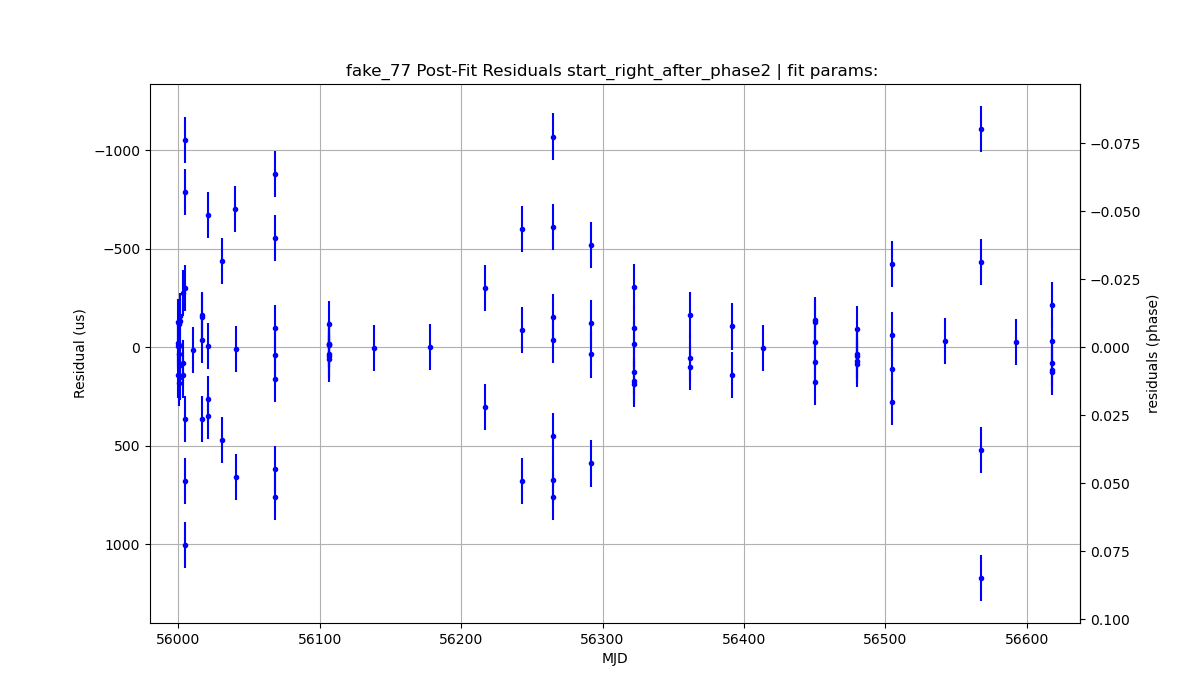 fake_77 Post-Fit Residuals start_right_after_phase2 | fit params:
−1000
−500
0
500
1000
Residual (us)
−0.075
−0.050
−0.025
0.000
0.025
0.050
0.075
0.100
residuals (phase)
56000 56100 56200 56300 56400 56500 56600
MJD